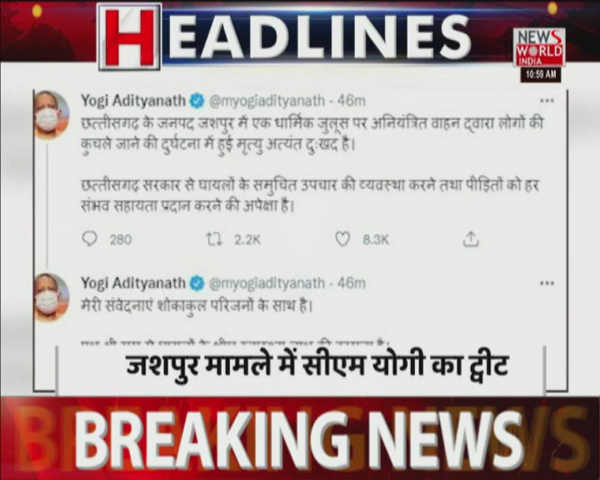 HEADLINES
NEWS
WORLD
INDIA
10:59 AM
Yogi Adityanath @myogiadityanath · 46m
छत्तीसगढ़ के जनपद जशपुर में एक धार्मिक जुलूस पर अनियंत्रित वाहन द्वारा लोगों की
कुचले जाने की दुर्घटना में हुई मृत्यु अत्यंत दुःखद है।
छत्तीसगढ़ सरकार से घायलों के समुचित उपचार की व्यवस्था करने तथा पीड़ितों को हर
संभव सहायता प्रदान करने की अपेक्षा है।
280 2.2K 8.3K
Yogi Adityanath @myogiadityanath · 46m
मेरी संवेदनाएं शोकाकुल परिजनों के साथ है।
जशपुर मामले में सीएम योगी का ट्वीट
BREAKING NEWS